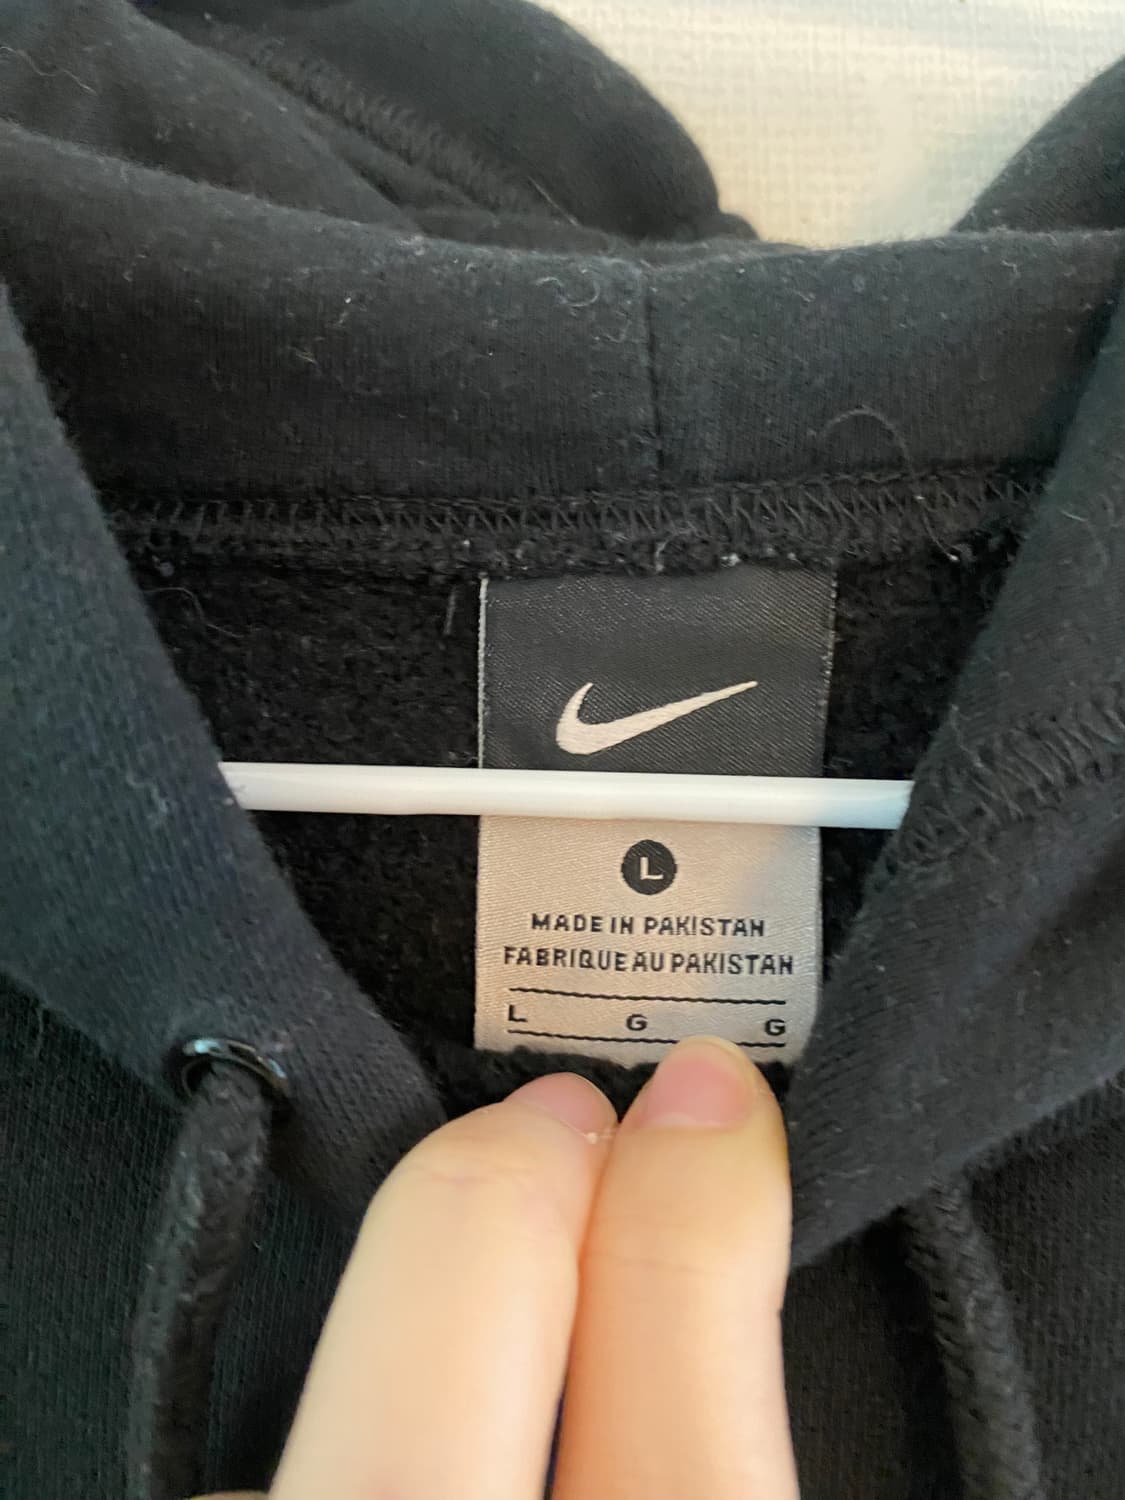 L
MADE IN PAKISTAN
FABRIQUE AU PAKISTAN
L G G